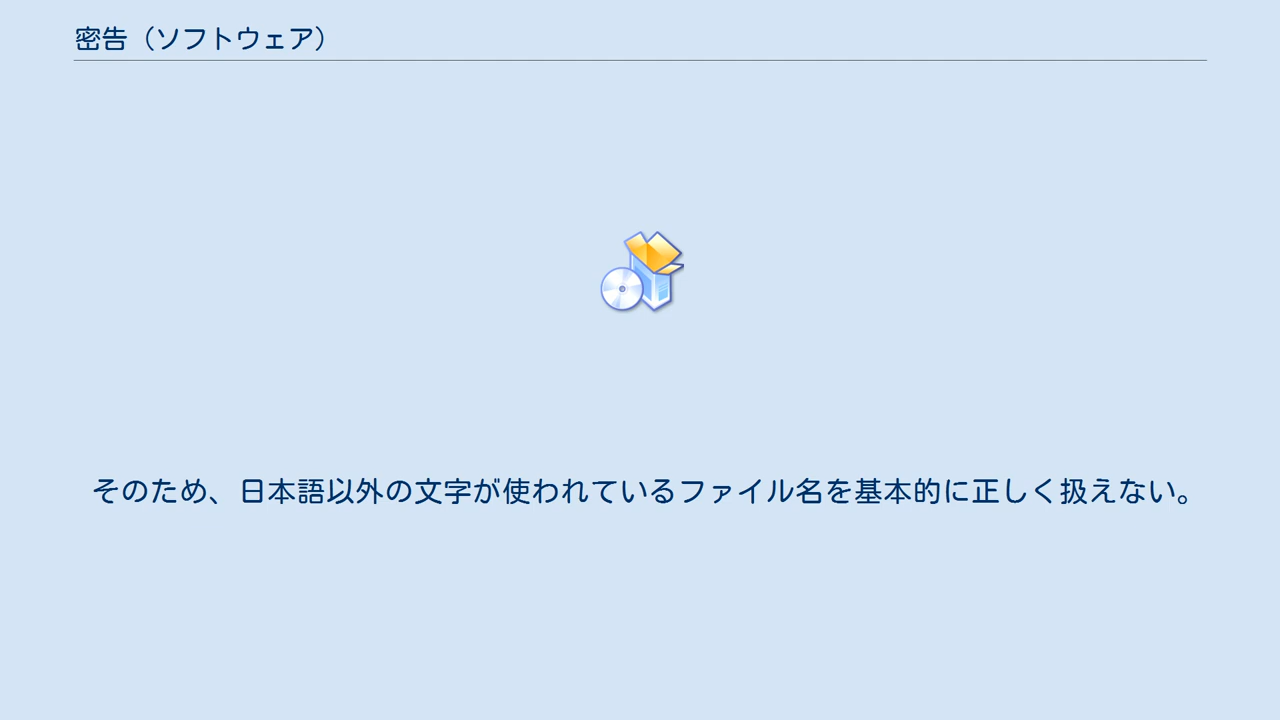 密告（ソフトウェア）
そのため、日本語以外の文字が使われているファイル名を基本的に正しく扱えない。